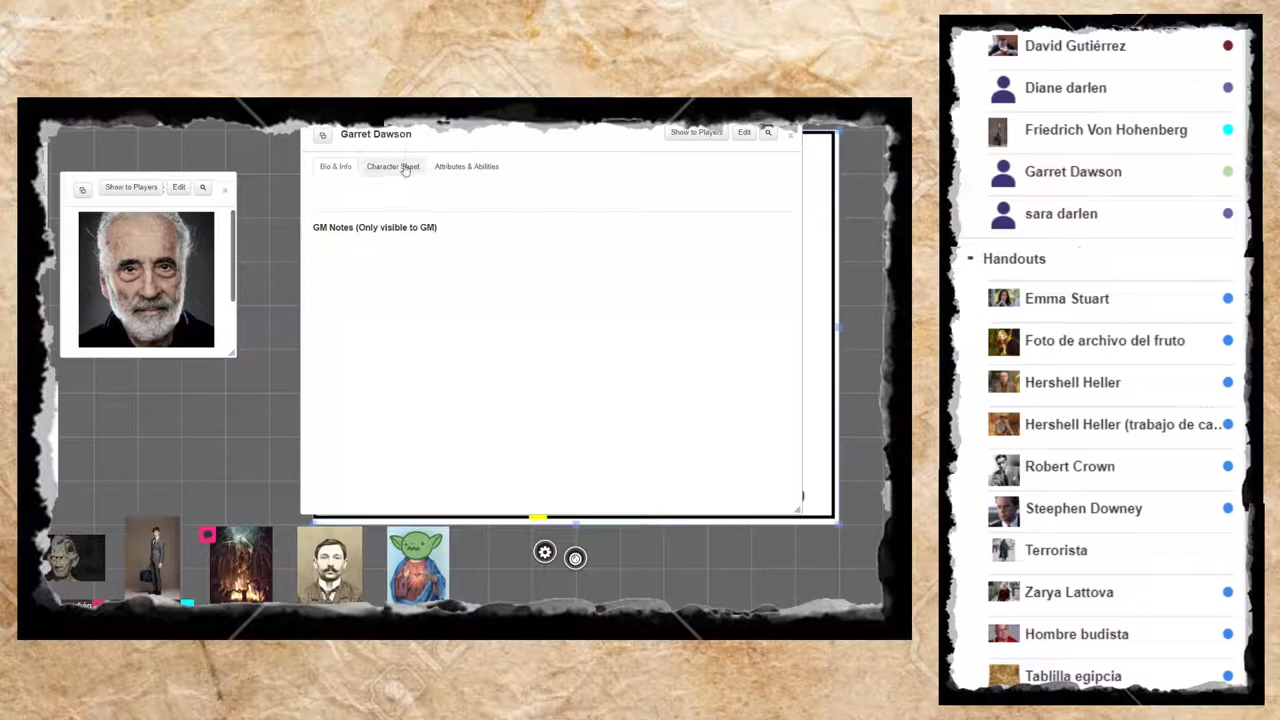 Garret Dawson
Show to Players
Edit
Bio & Info
Character Sheet
Attributes & Abilities
GM Notes (Only visible to GM)
Show to Players
Edit
David Gutiérrez
Diane darlen
Friedrich Von Hohenberg
Garret Dawson
sara darlen
Handouts
Emma Stuart
Foto de archivo del fruto
Hershell Heller
Hershell Heller (trabajo de ca...
Robert Crown
Steephen Downey
Terrorista
Zarya Lattova
Hombre budista
Tablilla egipcia